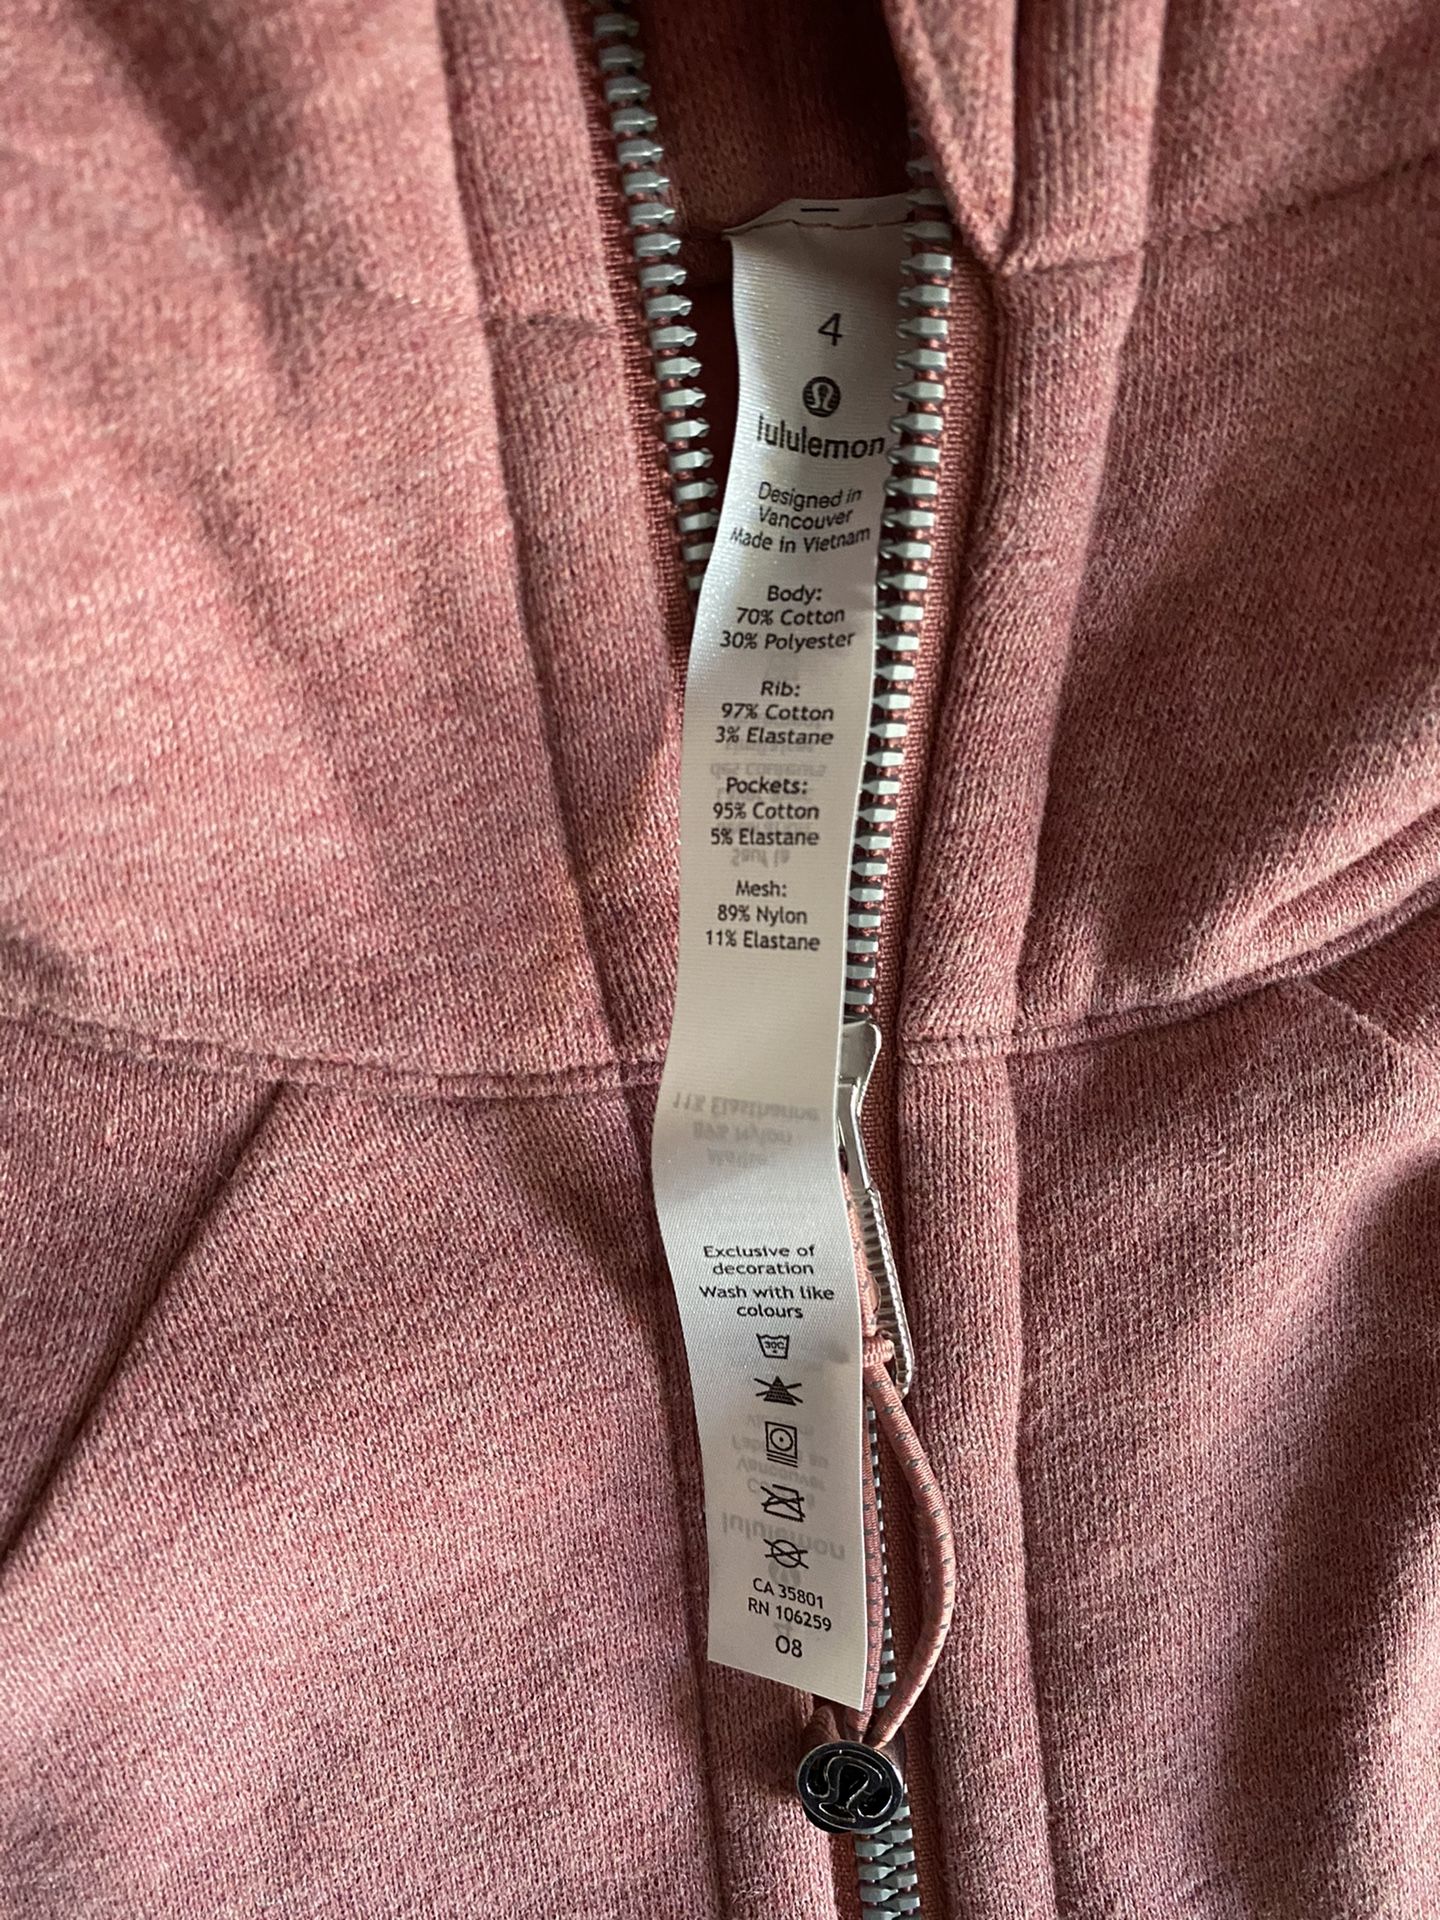 4
lululemon
Designed in
Vancouver
Made in Vietnam
Body:
70% Cotton
30% Polyester
Rib:
97% Cotton
3% Elastane
Pockets:
95% Cotton
5% Elastane
Mesh:
89% Nylon
11% Elastane
Exclusive of
decoration
Wash with like
colours
30C
CA 35801
RN 106259
08